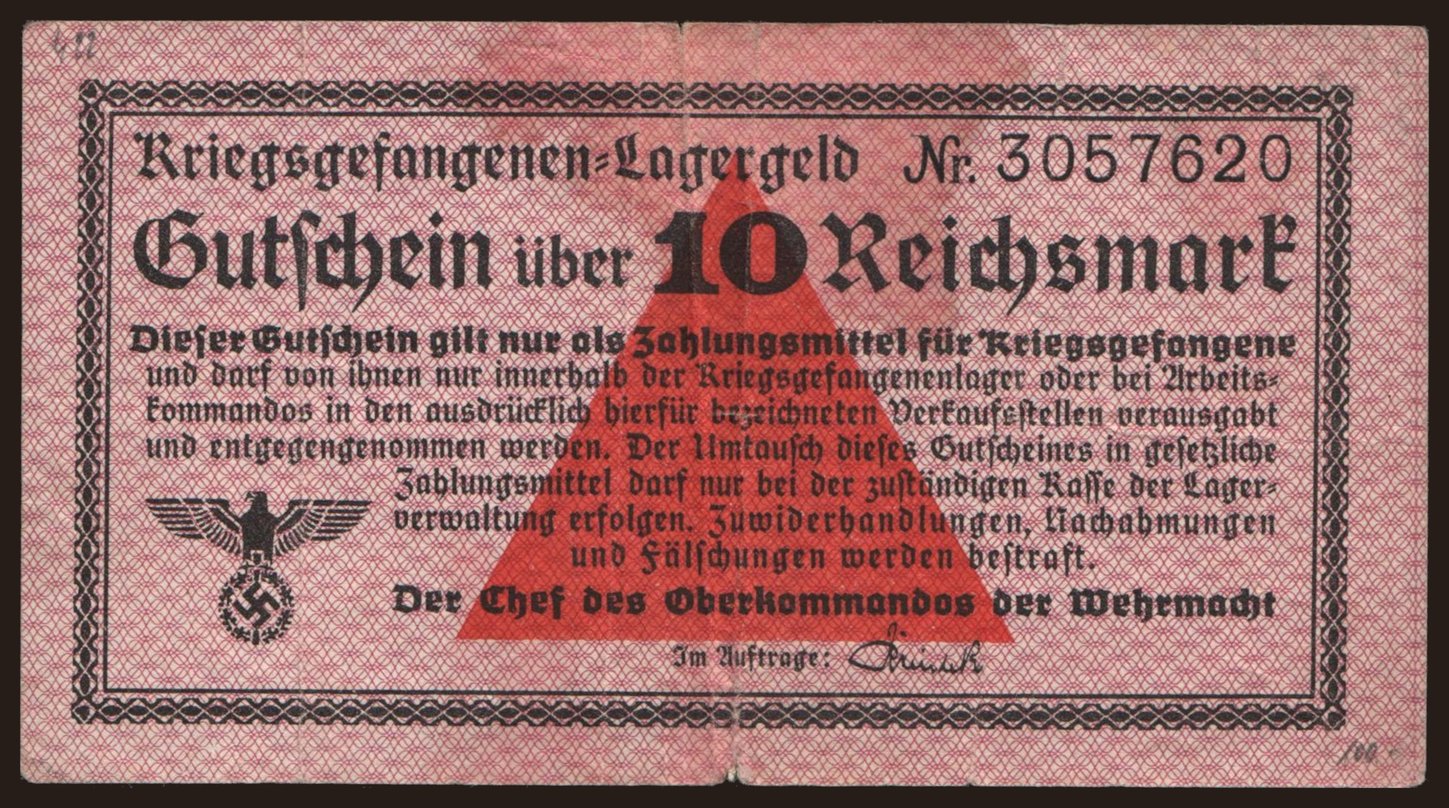 422
Kriegsgefangenen-Lagergeld Nr. 3057620
Gutschein über 10 Reichsmark
Dieser Gutschein gilt nur als Zahlungsmittel für Kriegsgefangene
und darf von ihnen nur innerhalb der Kriegsgefangenenlager oder bei Arbeits-
kommandos in den ausdrücklich hierfür bezeichneten Verkaufsstellen verausgabt
und entgegengenommen werden. Der Umtausch dieses Gutscheines in gesetzliche
Zahlungsmittel darf nur bei der zuständigen Kasse der Lager-
verwaltung erfolgen. Zuwiderhandlungen, Nachahmungen
und Fälschungen werden bestraft.
Der Chef des Oberkommandos der Wehrmacht
Im Auftrage:
100